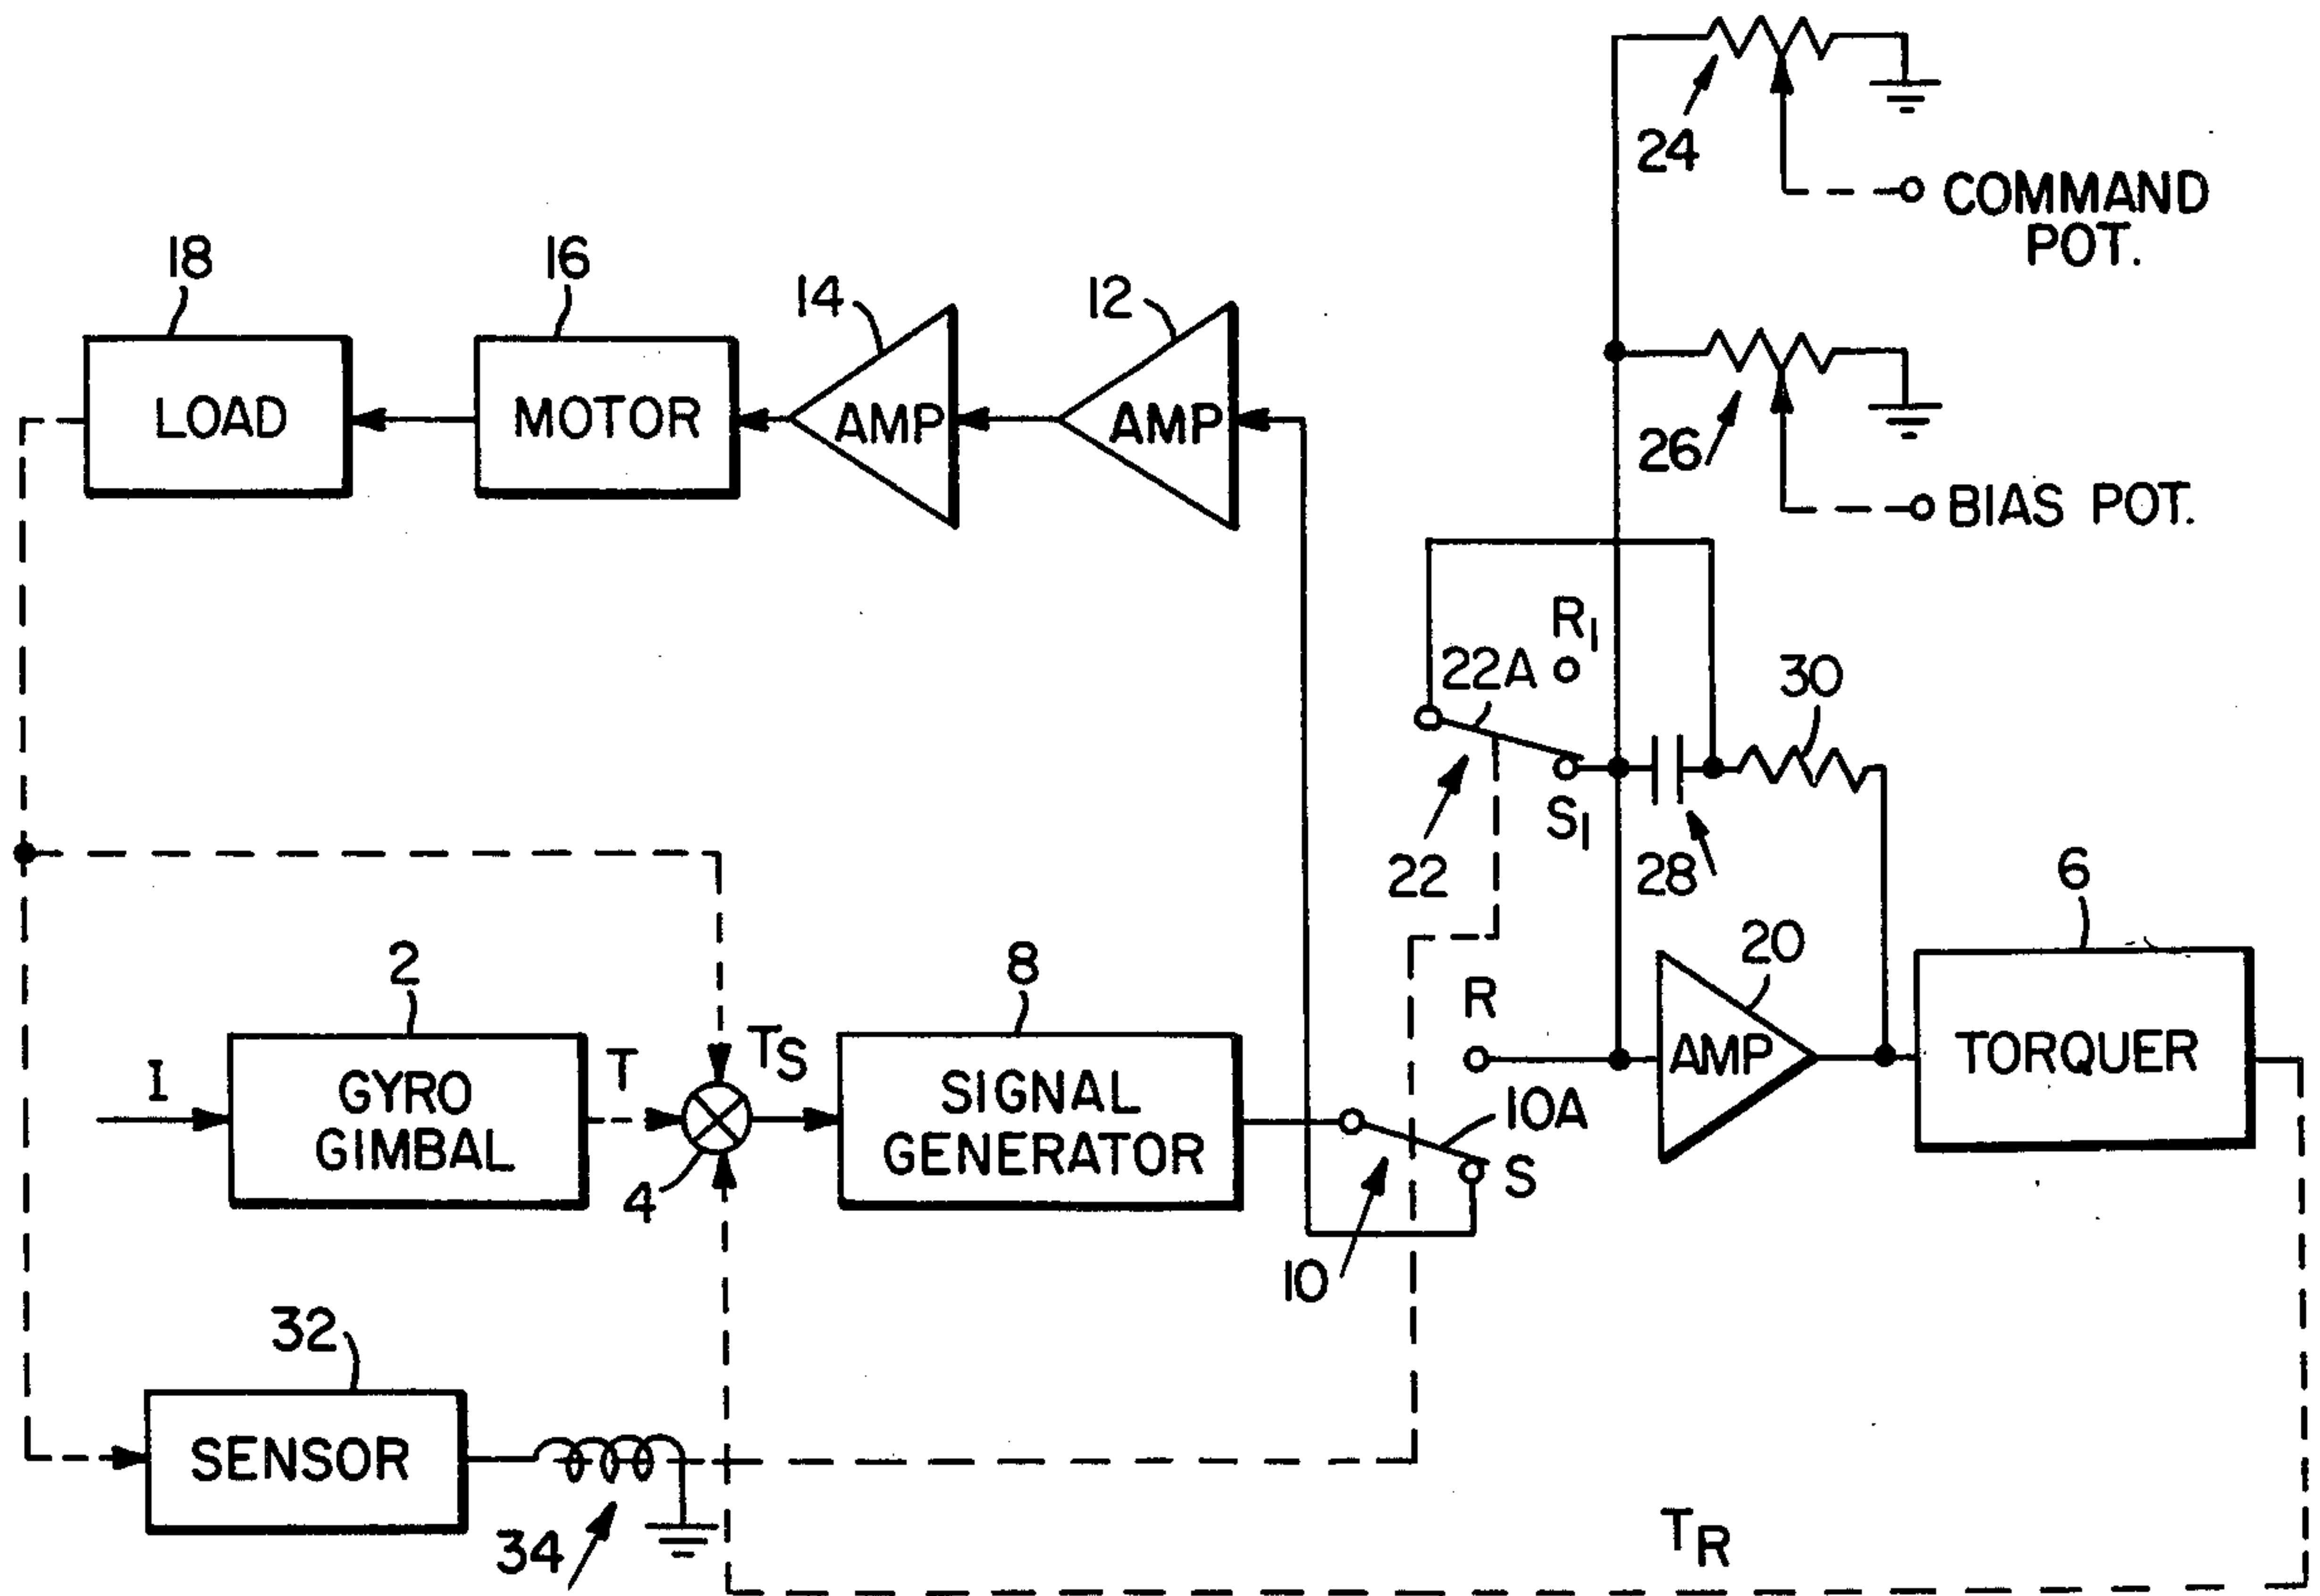 24
COMMAND
POT.
18
16
14
12
LOAD
MOTOR
AMP
AMP
26
BIAS POT.
R1
22A
30
S1
22
28
6
2
8
R
20
I
T
TS
GYRO
GIMBAL
SIGNAL
GENERATOR
AMP
TORQUER
10A
4
S
10
32
SENSOR
34
TR